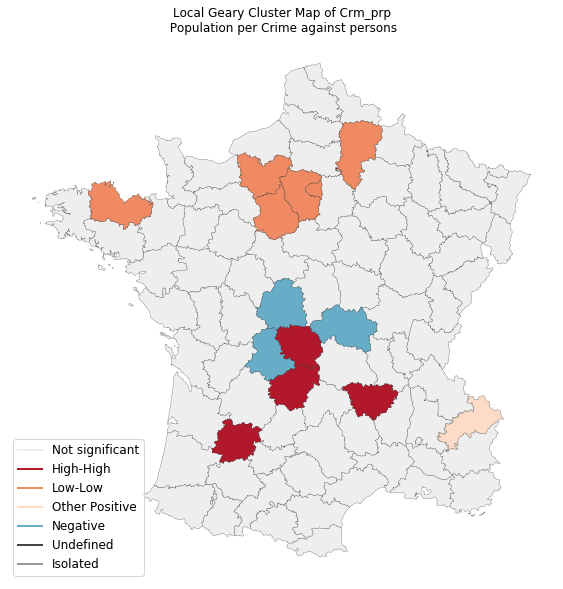 Local Geary Cluster Map of Crm_prp
Population per Crime against persons
Not significant
High-High
Low-Low
Other Positive
Negative
Undefined
Isolated